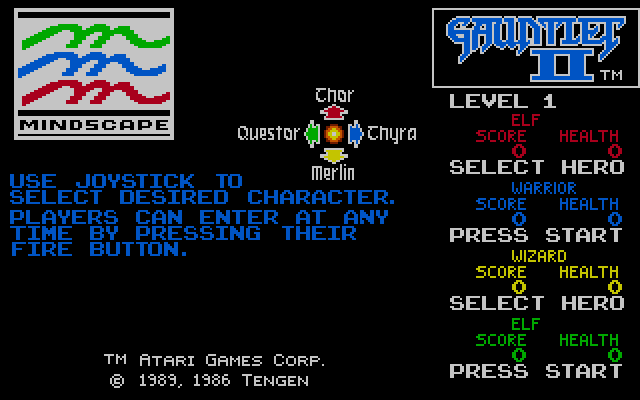 MINDSCAPE
Thor
Questor
Thyra
Merlin
USE JOYSTICK TO
SELECT DESIRED CHARACTER.
PLAYERS CAN ENTER AT ANY
TIME BY PRESSING THEIR
FIRE BUTTON.
TM ATARI GAMES CORP.
© 1989, 1986 TENGEN
GAUNTLET
II TM
LEVEL 1
ELF
SCORE HEALTH
0 0
SELECT HERO
WARRIOR
SCORE HEALTH
0 0
PRESS START
WIZARD
SCORE HEALTH
0 0
SELECT HERO
ELF
SCORE HEALTH
0 0
PRESS START